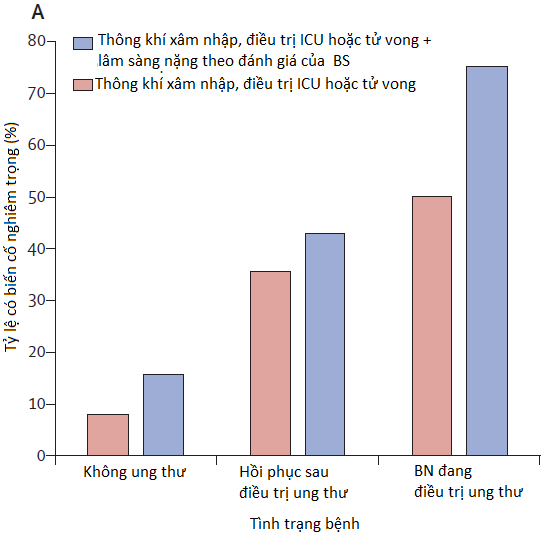 A
Thông khí xâm nhập, điều trị ICU hoặc tử vong +
lâm sàng nặng theo đánh giá của BS
Thông khí xâm nhập, điều trị ICU hoặc tử vong
Tỷ lệ có biến cố nghiêm trọng (%)
80
70
60
50
40
30
20
10
0
Không ung thư
Hồi phục sau
điều trị ung thư
BN đang
điều trị ung thư
Tình trạng bệnh